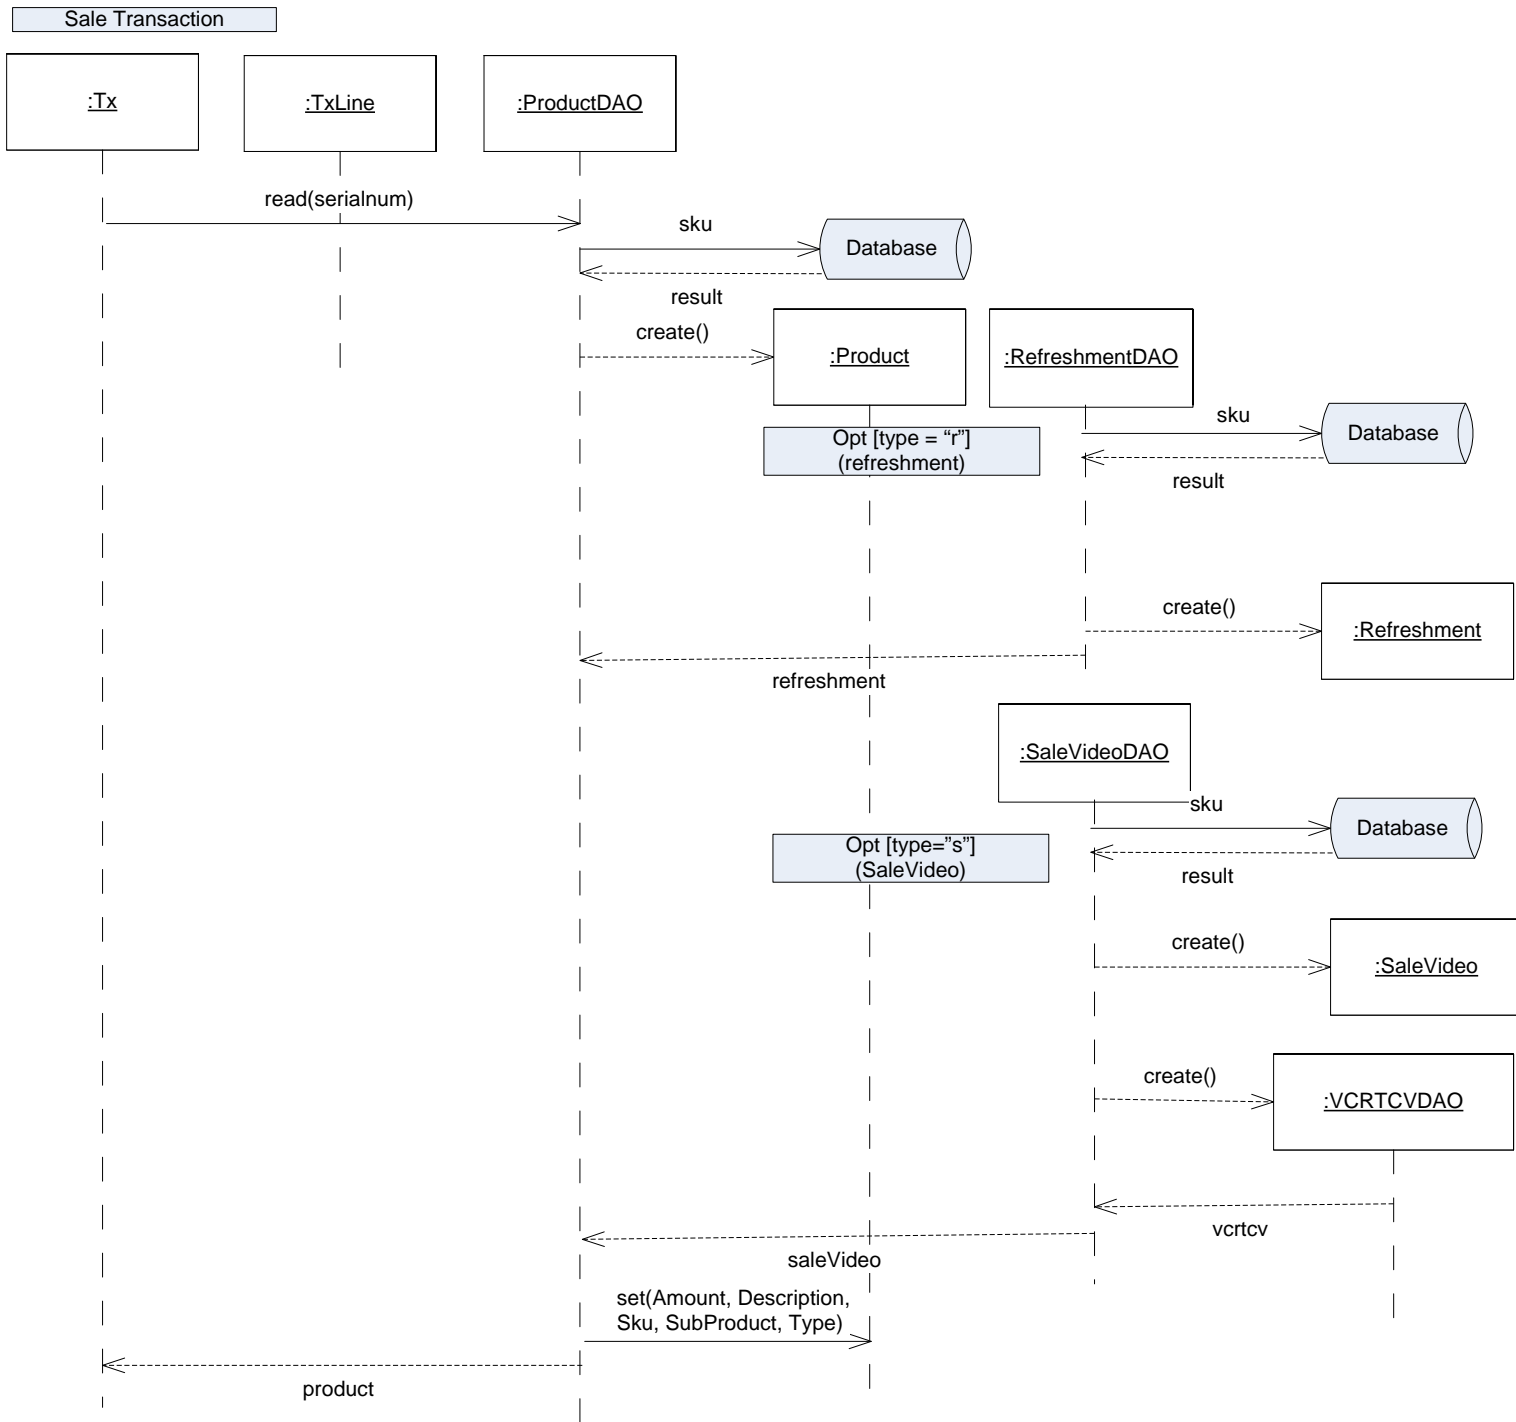 Sale Transaction
:Tx
:TxLine
:ProductDAO
read(serialnum)
sku
Database
result
create()
:Product
:RefreshmentDAO
sku
Database
Opt [type = “r”]
(refreshment)
result
create()
:Refreshment
refreshment
:SaleVideoDAO
sku
Database
Opt [type=”s”]
(SaleVideo)
result
create()
:SaleVideo
create()
:VCRTCVDAO
vcrtcv
saleVideo
set(Amount, Description,
Sku, SubProduct, Type)
product